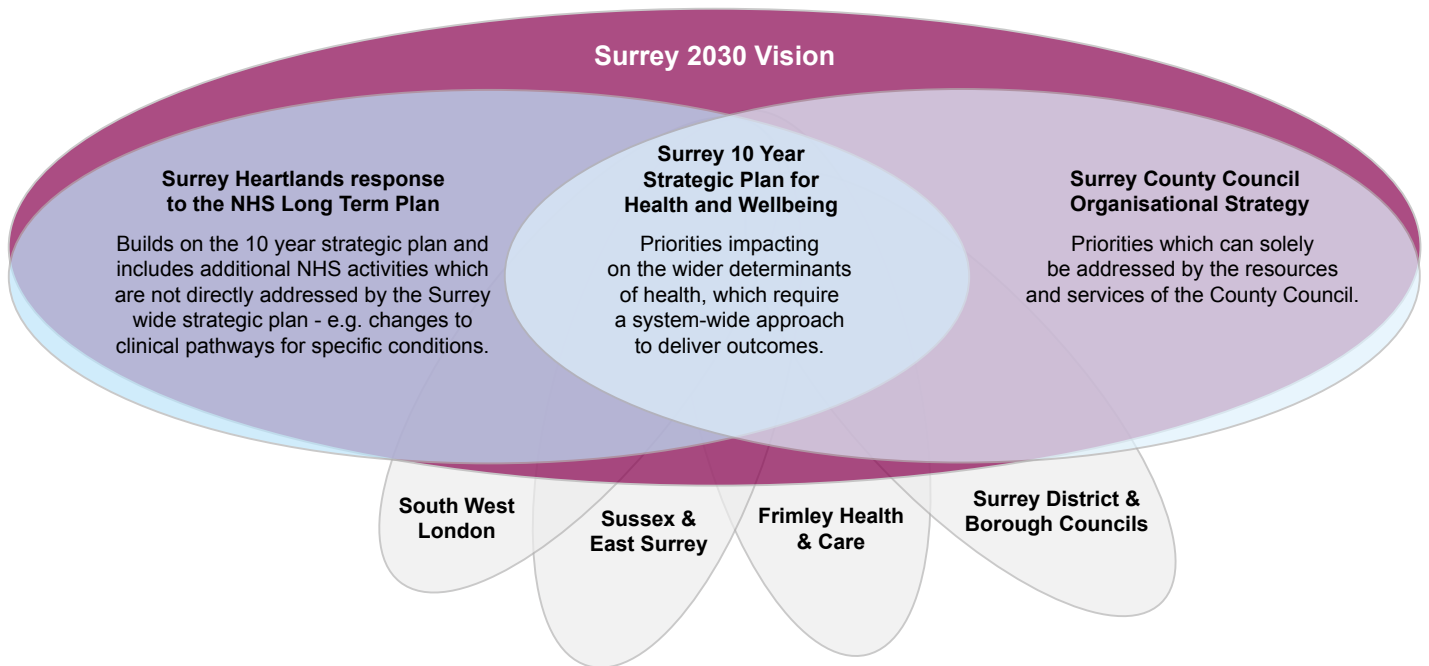 Surrey 2030 Vision
Surrey Heartlands response
to the NHS Long Term Plan
Builds on the 10 year strategic plan and
includes additional NHS activities which
are not directly addressed by the Surrey
wide strategic plan - e.g. changes to
clinical pathways for specific conditions.
Surrey 10 Year
Strategic Plan for
Health and Wellbeing
Priorities impacting
on the wider determinants
of health, which require
a system-wide approach
to deliver outcomes.
Surrey County Council
Organisational Strategy
Priorities which can solely
be addressed by the resources
and services of the County Council.
South West
London
Sussex &
East Surrey
Frimley Health
& Care
Surrey District &
Borough Councils